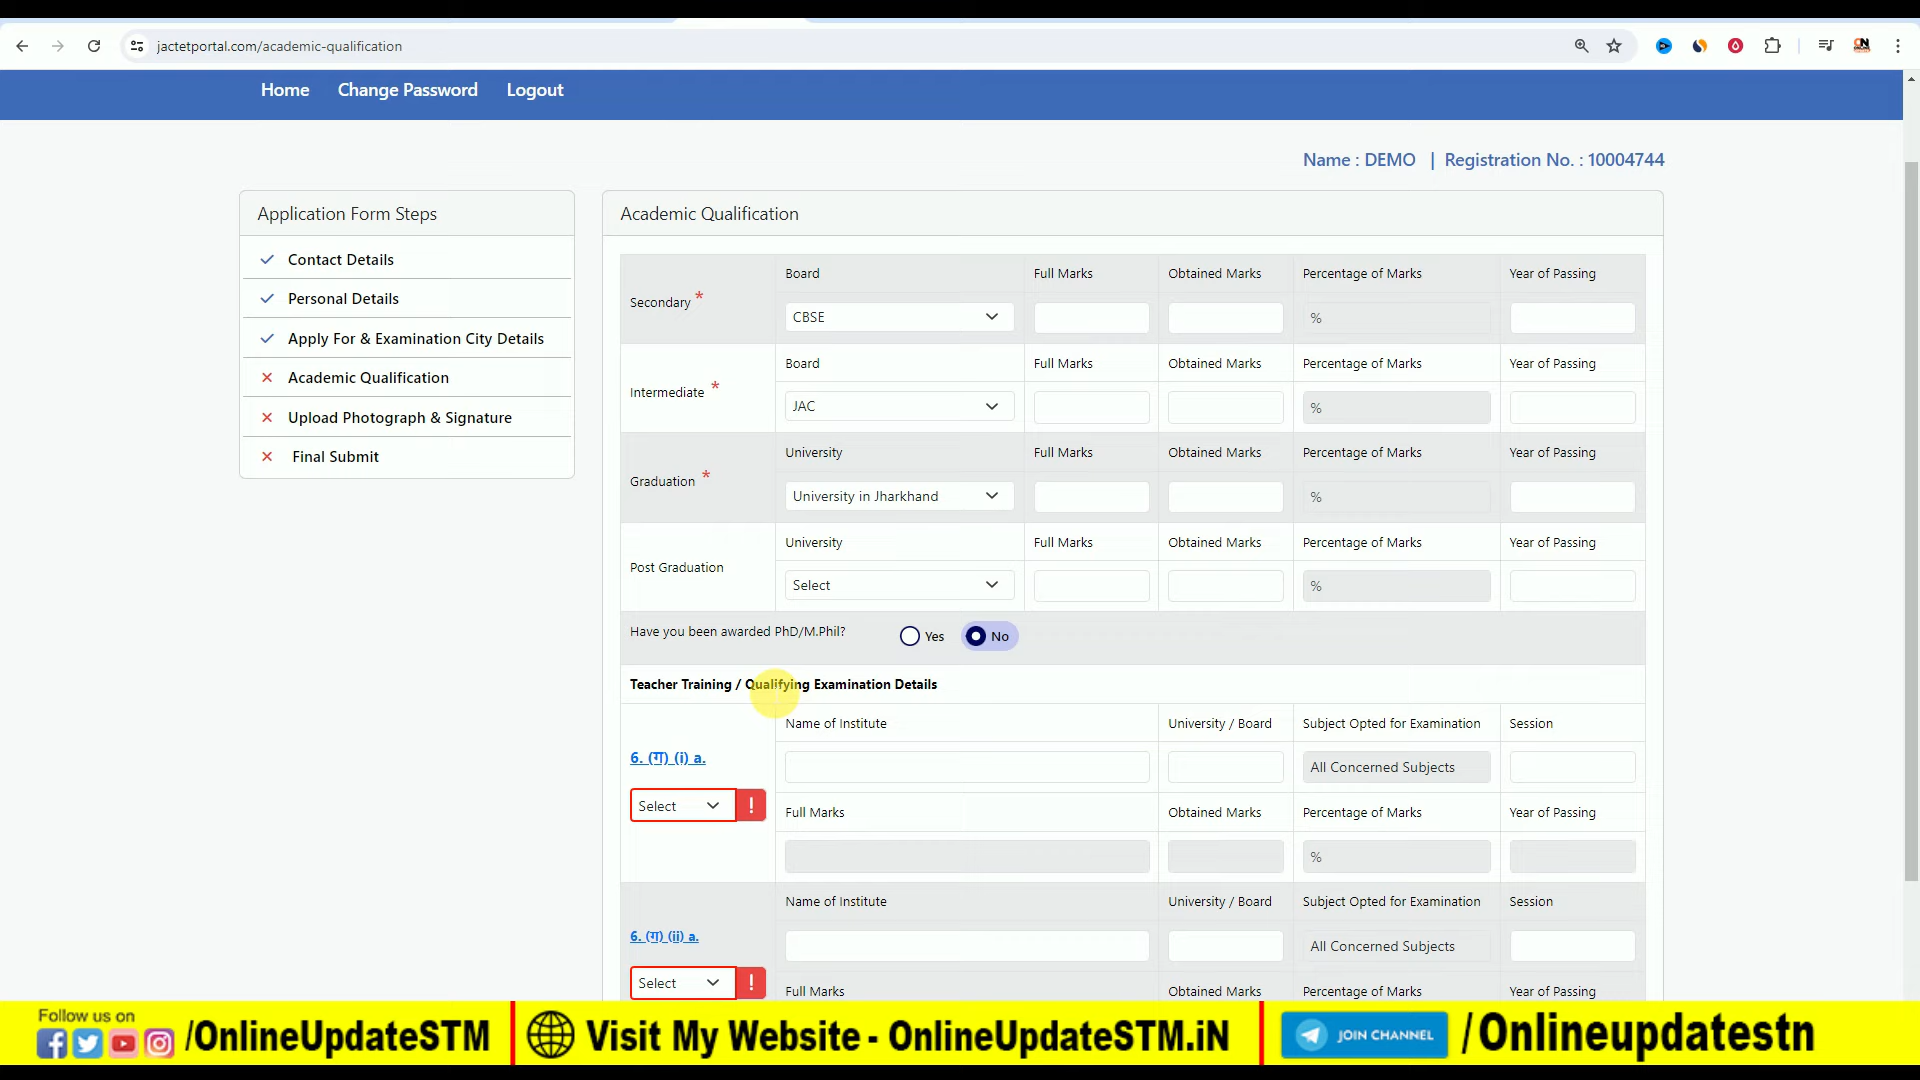 jactetportal.com/academic-qualification
Home Change Password Logout
Name : DEMO | Registration No. : 10004744
Application Form Steps
Contact Details
Personal Details
Apply For & Examination City Details
Academic Qualification
Upload Photograph & Signature
Final Submit
Academic Qualification
Board Full Marks Obtained Marks Percentage of Marks Year of Passing
Secondary *
CBSE %
Board Full Marks Obtained Marks Percentage of Marks Year of Passing
Intermediate *
JAC %
University Full Marks Obtained Marks Percentage of Marks Year of Passing
Graduation *
University in Jharkhand %
University Full Marks Obtained Marks Percentage of Marks Year of Passing
Post Graduation
Select %
Have you been awarded PhD/M.Phil? Yes No
Teacher Training / Qualifying Examination Details
Name of Institute University / Board Subject Opted for Examination Session
6. (ग) (i) a.
All Concerned Subjects
Select !
Full Marks Obtained Marks Percentage of Marks Year of Passing
%
Name of Institute University / Board Subject Opted for Examination Session
6. (ग) (ii) a.
All Concerned Subjects
Select !
Full Marks Obtained Marks Percentage of Marks Year of Passing
Follow us on
/OnlineUpdateSTM
Visit My Website - OnlineUpdateSTM.iN
JOIN CHANNEL
/Onlineupdatestn